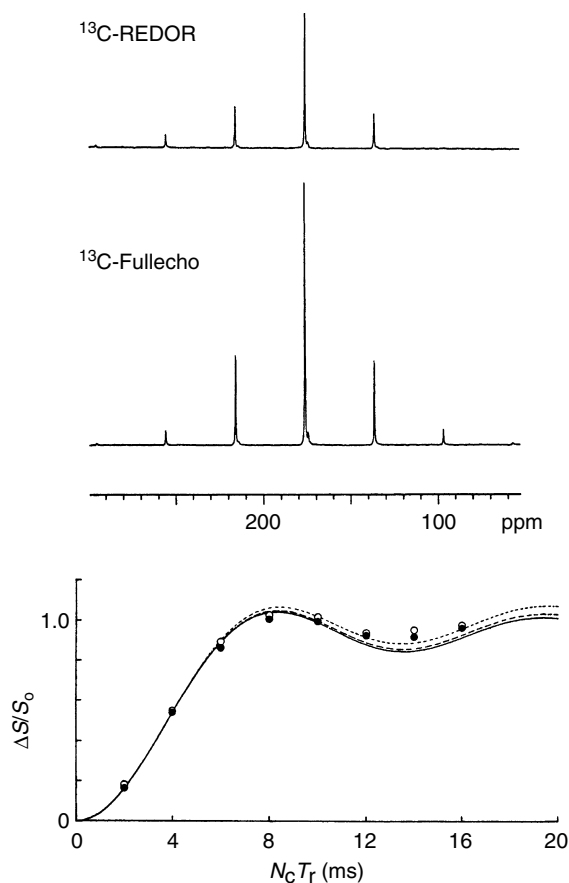 ¹³C-REDOR
¹³C-Fullecho
200 100 ppm
1.0
0
ΔS/Sₒ
0 4 8 12 16 20
N_cT_r (ms)